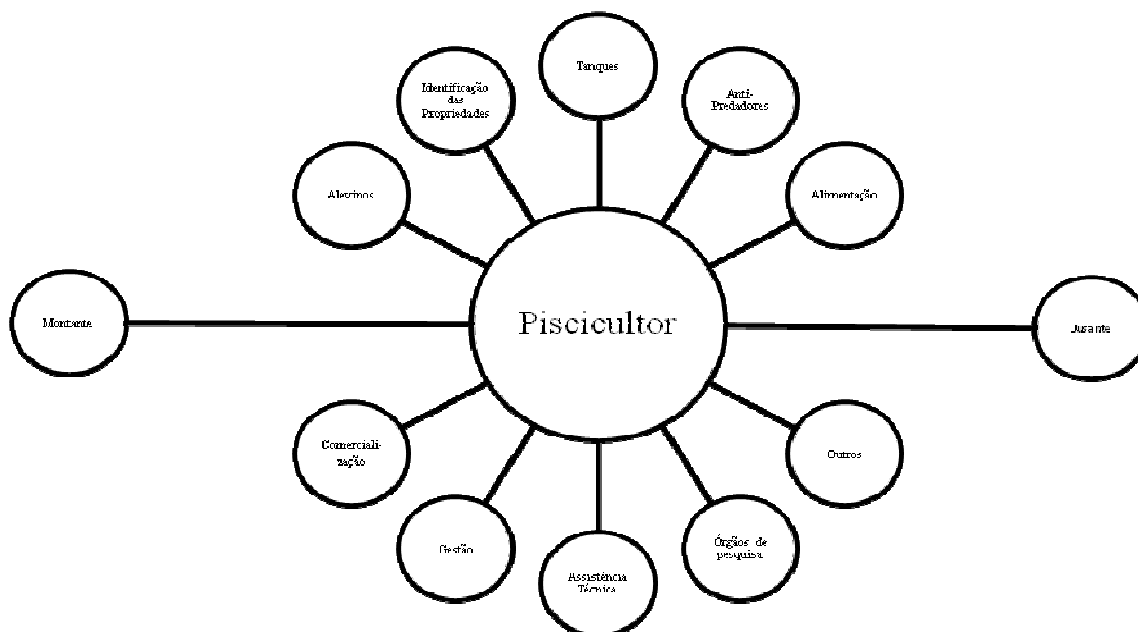 Tanques
Identificação
das
Propriedades
Anti-
Predadores
Alevinos
Alimentação
Montante
Piscicultor
Jusante
Comerciali-
zação
Outros
Gestão
Órgãos de
pesquisa
Assistência
Técnica